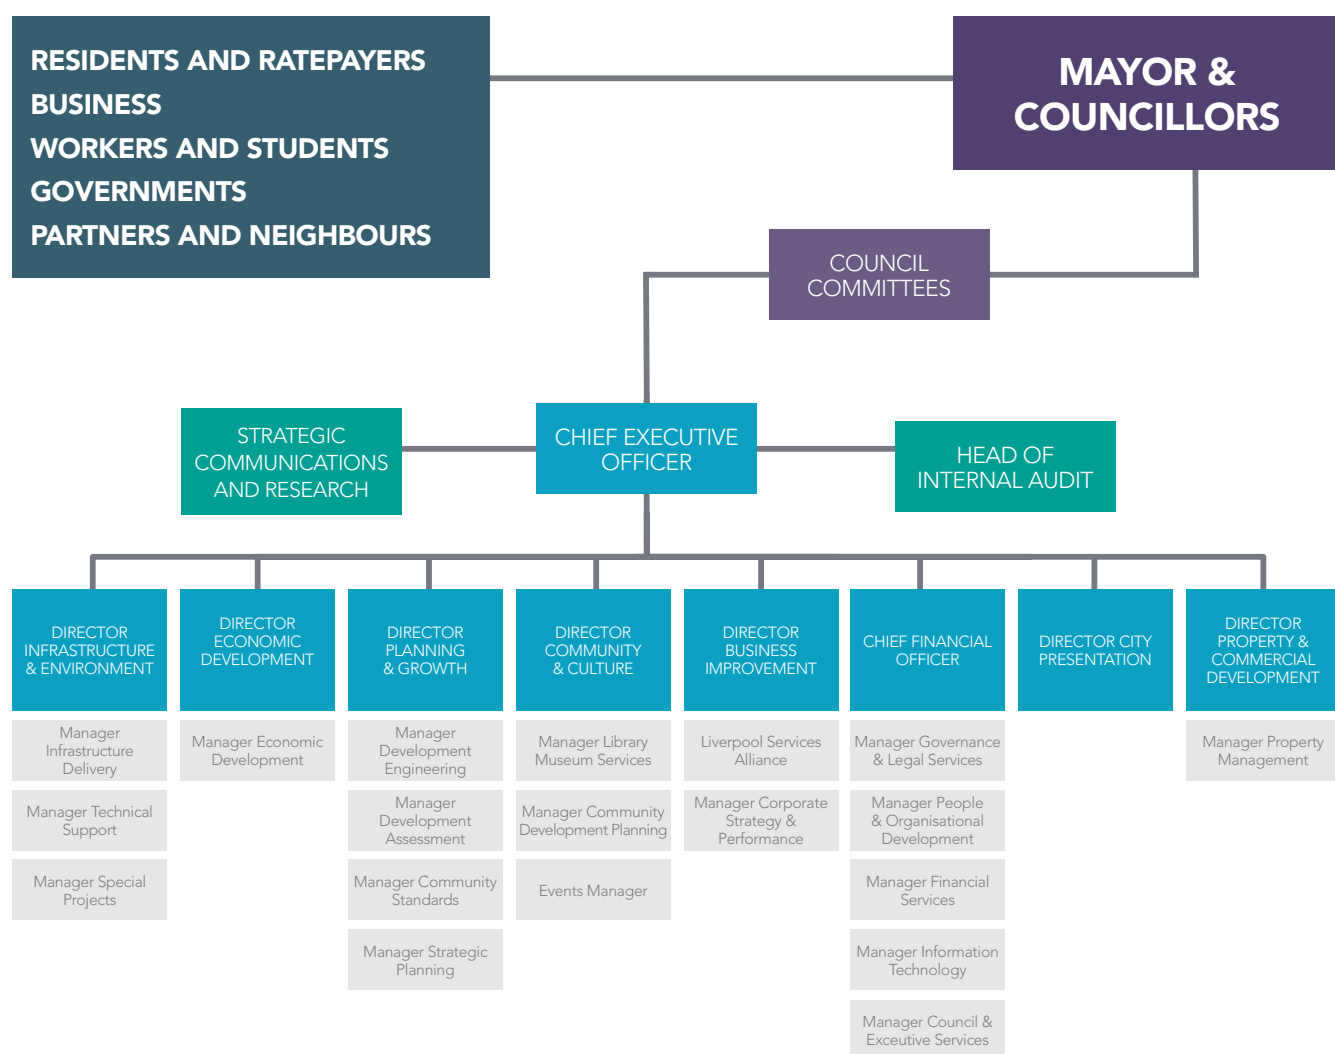 RESIDENTS AND RATEPAYERS
BUSINESS
WORKERS AND STUDENTS
GOVERNMENTS
PARTNERS AND NEIGHBOURS
MAYOR &
COUNCILLORS
COUNCIL
COMMITTEES
STRATEGIC
COMMUNICATIONS
AND RESEARCH
CHIEF EXECUTIVE
OFFICER
HEAD OF
INTERNAL AUDIT
DIRECTOR
INFRASTRUCTURE
& ENVIRONMENT
Manager
Infrastructure
Delivery
Manager Technical
Support
Manager Special
Projects
DIRECTOR
ECONOMIC
DEVELOPMENT
Manager Economic
Development
DIRECTOR
PLANNING
& GROWTH
Manager
Development
Engineering
Manager
Development
Assessment
Manager Community
Standards
Manager Strategic
Planning
DIRECTOR
COMMUNITY
& CULTURE
Manager Library
Museum Services
Manager Community
Development Planning
Events Manager
DIRECTOR
BUSINESS
IMPROVEMENT
Liverpool Services
Alliance
Manager Corporate
Strategy &
Performance
CHIEF FINANCIAL
OFFICER
Manager Governance
& Legal Services
Manager People
& Organisational
Development
Manager Financial
Services
Manager Information
Technology
Manager Council &
Exceutive Services
DIRECTOR CITY
PRESENTATION
DIRECTOR
PROPERTY &
COMMERCIAL
DEVELOPMENT
Manager Property
Management